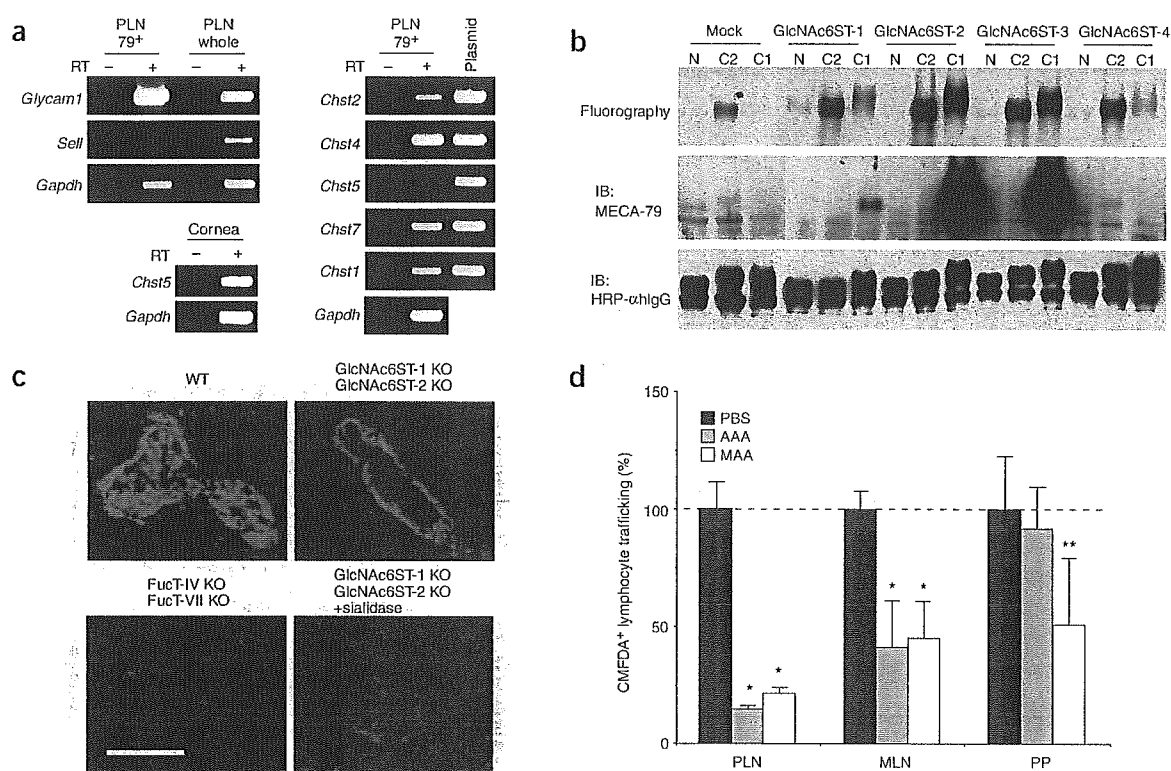 a
PLN PLN
79+ whole
RT – + – +
Glycam1
Sell
Gapdh
Cornea
RT – +
Chst5
Gapdh
PLN
79+
Plasmid
RT – +
Chst2
Chst4
Chst5
Chst7
Chst1
Gapdh
b
Mock GlcNAc6ST-1 GlcNAc6ST-2 GlcNAc6ST-3 GlcNAc6ST-4
N C2 C1 N C2 C1 N C2 C1 N C2 C1 N C2 C1
Fluorography
IB:
MECA-79
IB:
HRP-αhIgG
c
WT
GlcNAc6ST-1 KO
GlcNAc6ST-2 KO
FucT-IV KO
FucT-VII KO
GlcNAc6ST-1 KO
GlcNAc6ST-2 KO
+sialidase
d
CMFDA+ lymphocyte trafficking (%)
150
100
50
0
PBS
AAA
MAA
* *
* *
**
PLN MLN PP